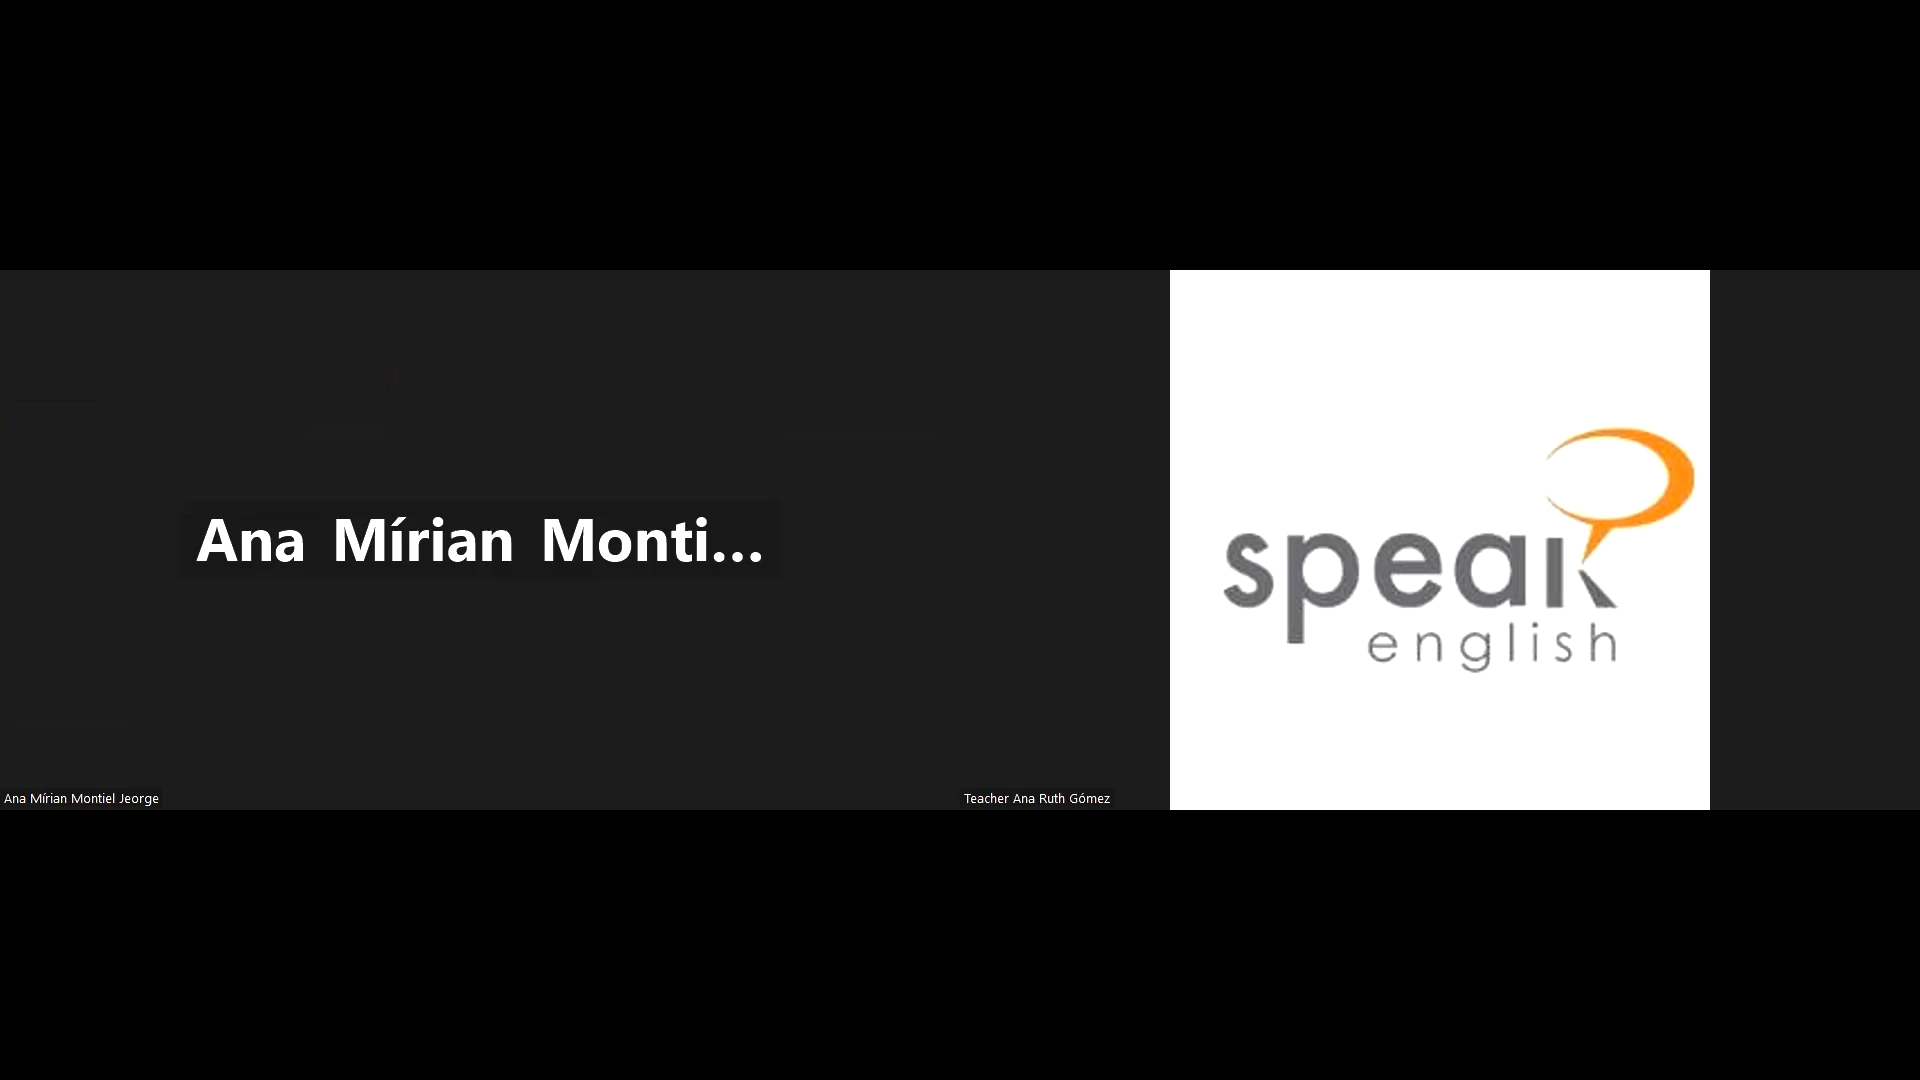 Ana Mírian Monti...
speak
english
Ana Mírian Montiel Jeorge
Teacher Ana Ruth Gómez